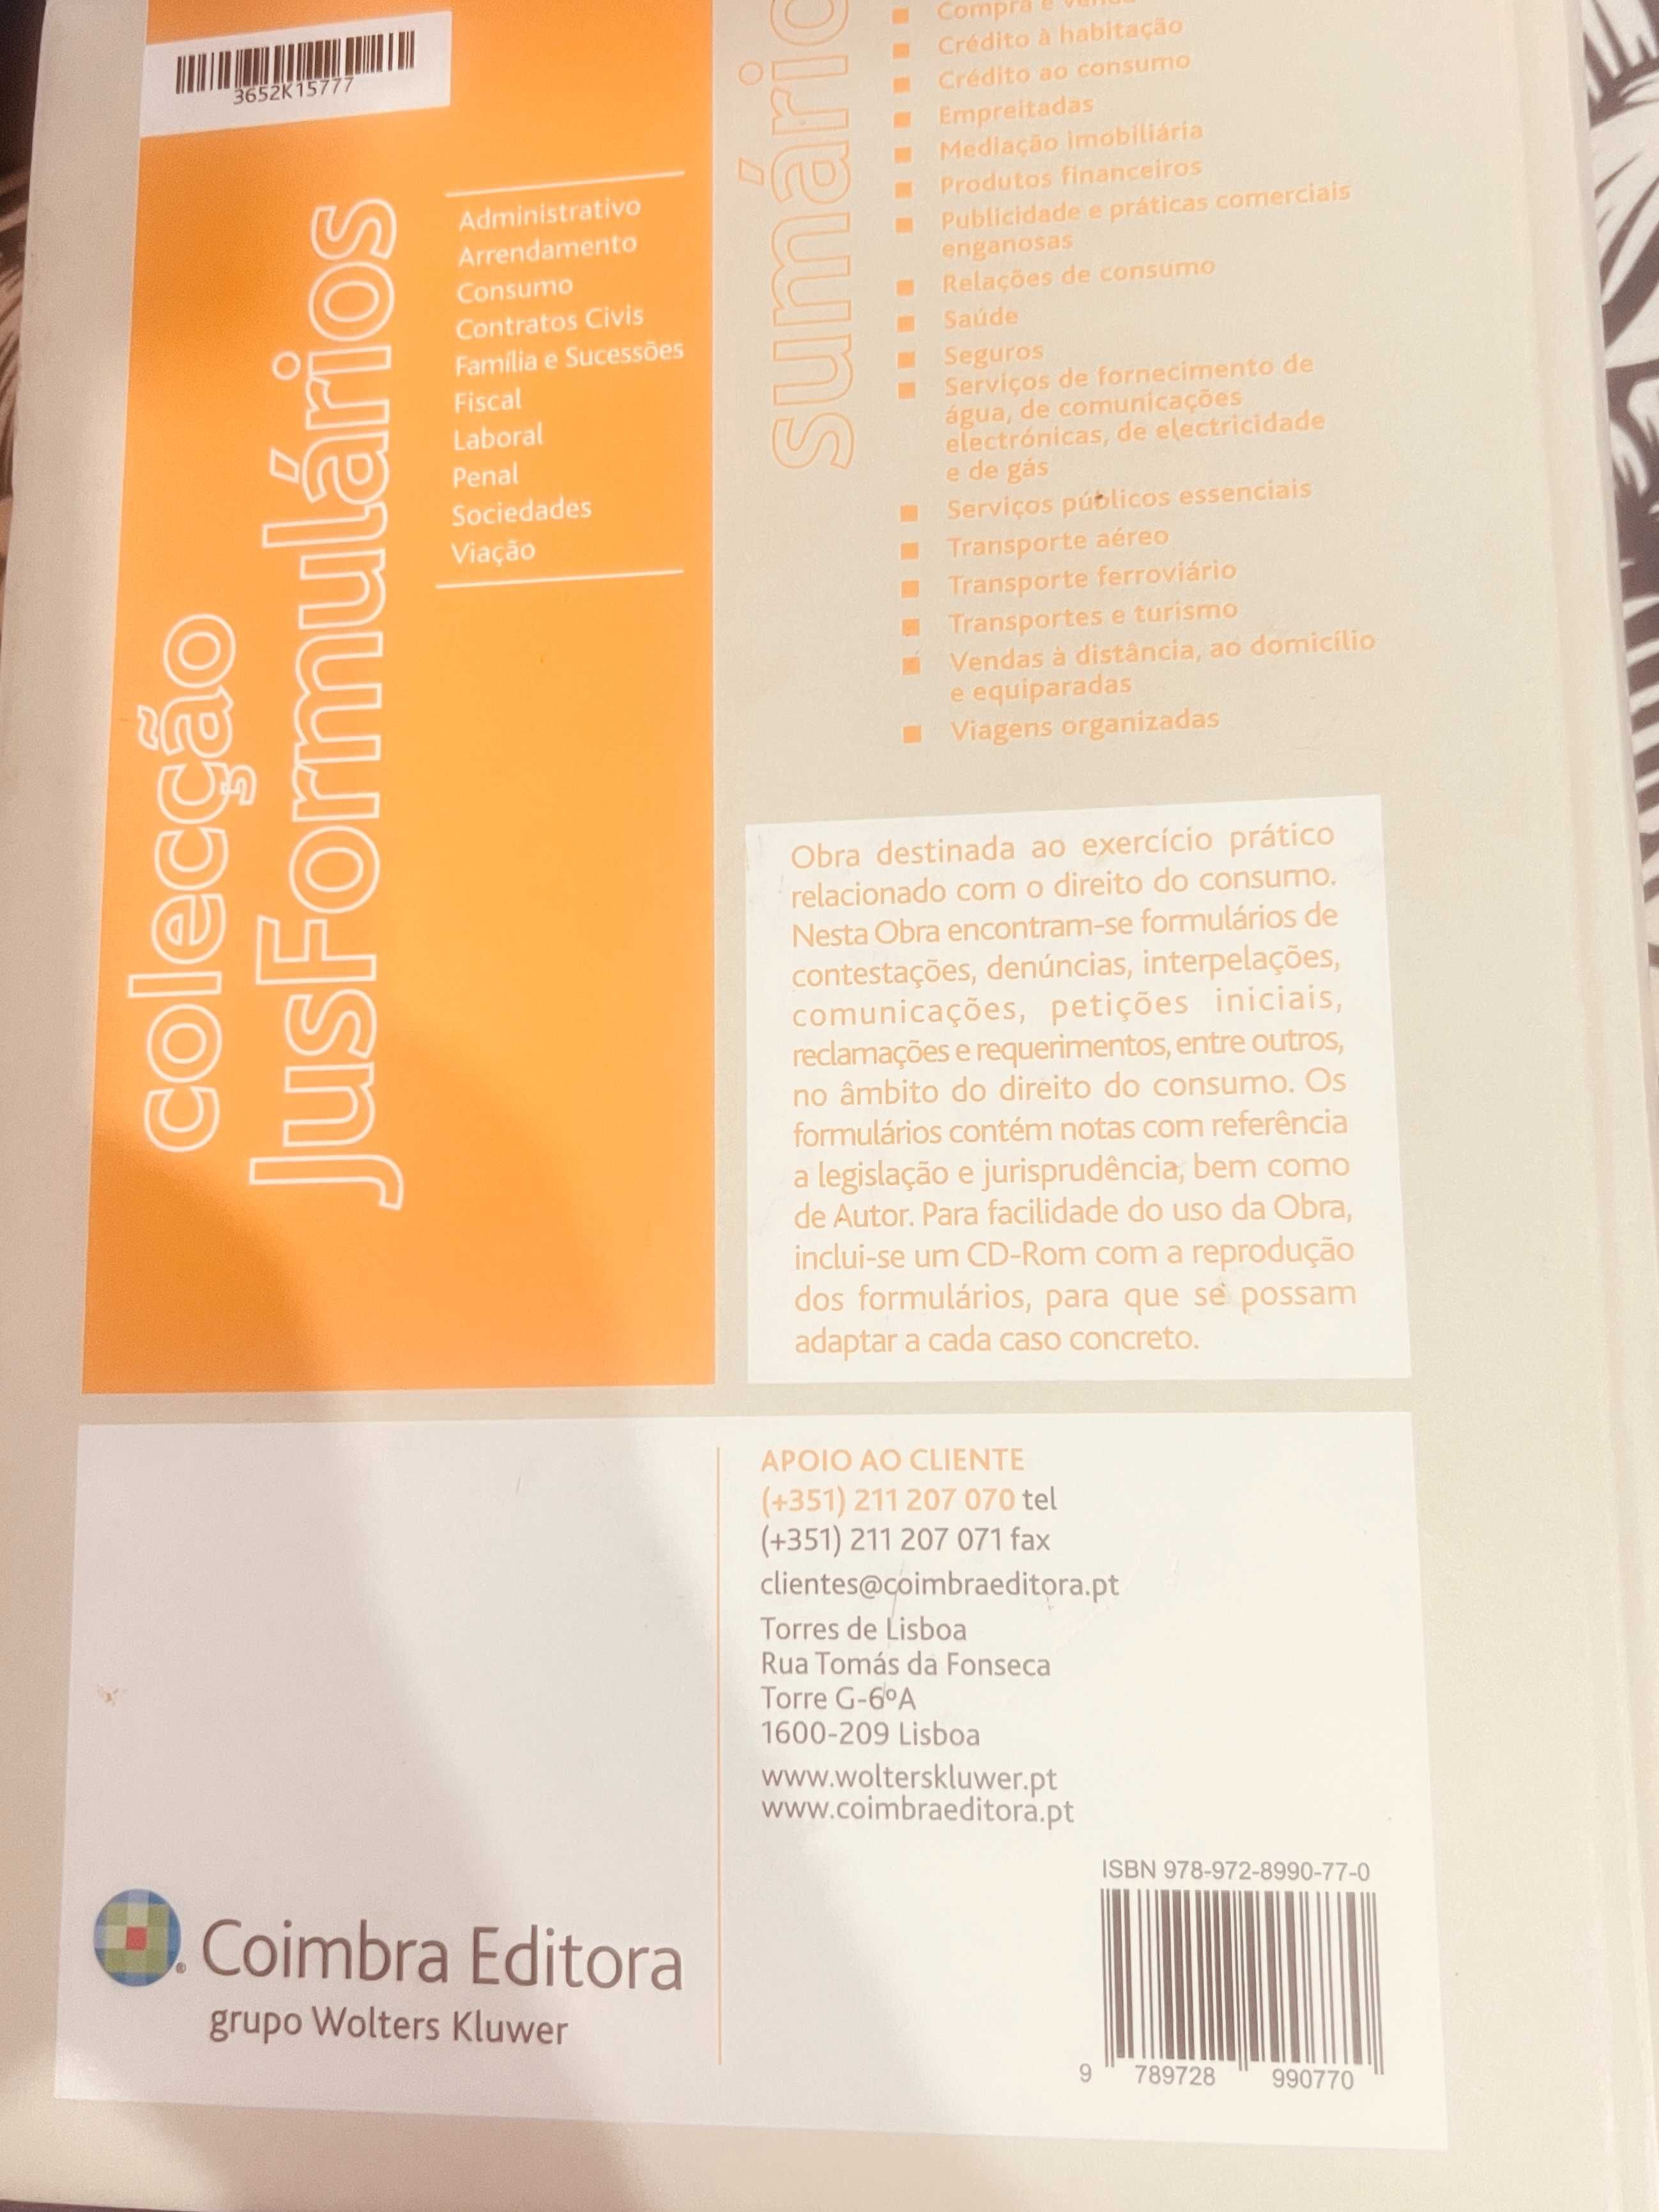 3652K15777
colecção
JusFormulários
Administrativo
Arrendamento
Consumo
Contratos Civis
Família e Sucessões
Fiscal
Laboral
Penal
Sociedades
Viação
sumário
Compra e venda
Crédito à habitação
Crédito ao consumo
Empreitadas
Mediação imobiliária
Produtos financeiros
Publicidade e práticas comerciais
enganosas
Relações de consumo
Saúde
Seguros
Serviços de fornecimento de
água, de comunicações
electrónicas, de electricidade
e de gás
Serviços públicos essenciais
Transporte aéreo
Transporte ferroviário
Transportes e turismo
Vendas à distância, ao domicílio
e equiparadas
Viagens organizadas
Obra destinada ao exercício prático
relacionado com o direito do consumo.
Nesta Obra encontram-se formulários de
contestações, denúncias, interpelações,
comunicações, petições iniciais,
reclamações e requerimentos, entre outros,
no âmbito do direito do consumo. Os
formulários contém notas com referência
a legislação e jurisprudência, bem como
de Autor. Para facilidade do uso da Obra,
inclui-se um CD-Rom com a reprodução
dos formulários, para que se possam
adaptar a cada caso concreto.
APOIO AO CLIENTE
(+351) 211 207 070 tel
(+351) 211 207 071 fax
clientes@coimbraeditora.pt
Torres de Lisboa
Rua Tomás da Fonseca
Torre G-6ºA
1600-209 Lisboa
www.wolterskluwer.pt
www.coimbraeditora.pt
Coimbra Editora
grupo Wolters Kluwer
ISBN 978-972-8990-77-0
9 789728 990770